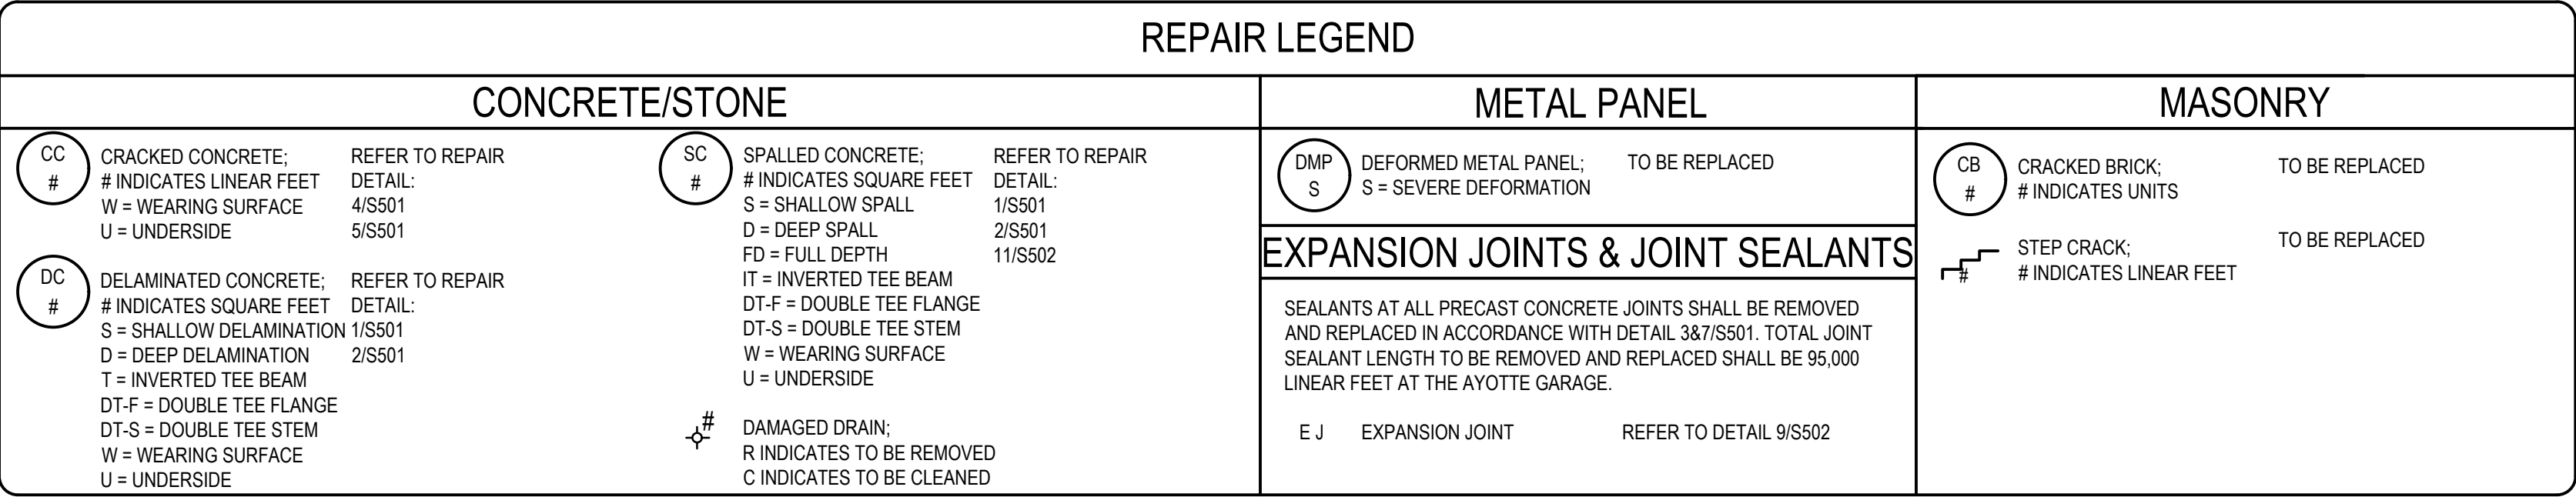 REPAIR LEGEND
CONCRETE/STONE
CC
#
CRACKED CONCRETE; REFER TO REPAIR
# INDICATES LINEAR FEET DETAIL:
W = WEARING SURFACE 4/S501
U = UNDERSIDE 5/S501
DC
#
DELAMINATED CONCRETE; REFER TO REPAIR
# INDICATES SQUARE FEET DETAIL:
S = SHALLOW DELAMINATION 1/S501
D = DEEP DELAMINATION 2/S501
T = INVERTED TEE BEAM
DT-F = DOUBLE TEE FLANGE
DT-S = DOUBLE TEE STEM
W = WEARING SURFACE
U = UNDERSIDE
SC
#
SPALLED CONCRETE; REFER TO REPAIR
# INDICATES SQUARE FEET DETAIL:
S = SHALLOW SPALL 1/S501
D = DEEP SPALL 2/S501
FD = FULL DEPTH 11/S502
IT = INVERTED TEE BEAM
DT-F = DOUBLE TEE FLANGE
DT-S = DOUBLE TEE STEM
W = WEARING SURFACE
U = UNDERSIDE
#
DAMAGED DRAIN;
R INDICATES TO BE REMOVED
C INDICATES TO BE CLEANED
METAL PANEL
DMP
S
DEFORMED METAL PANEL; TO BE REPLACED
S = SEVERE DEFORMATION
EXPANSION JOINTS & JOINT SEALANTS
SEALANTS AT ALL PRECAST CONCRETE JOINTS SHALL BE REMOVED
AND REPLACED IN ACCORDANCE WITH DETAIL 3&7/S501. TOTAL JOINT
SEALANT LENGTH TO BE REMOVED AND REPLACED SHALL BE 95,000
LINEAR FEET AT THE AYOTTE GARAGE.
E J EXPANSION JOINT REFER TO DETAIL 9/S502
MASONRY
CB
#
CRACKED BRICK; TO BE REPLACED
# INDICATES UNITS
#
STEP CRACK; TO BE REPLACED
# INDICATES LINEAR FEET